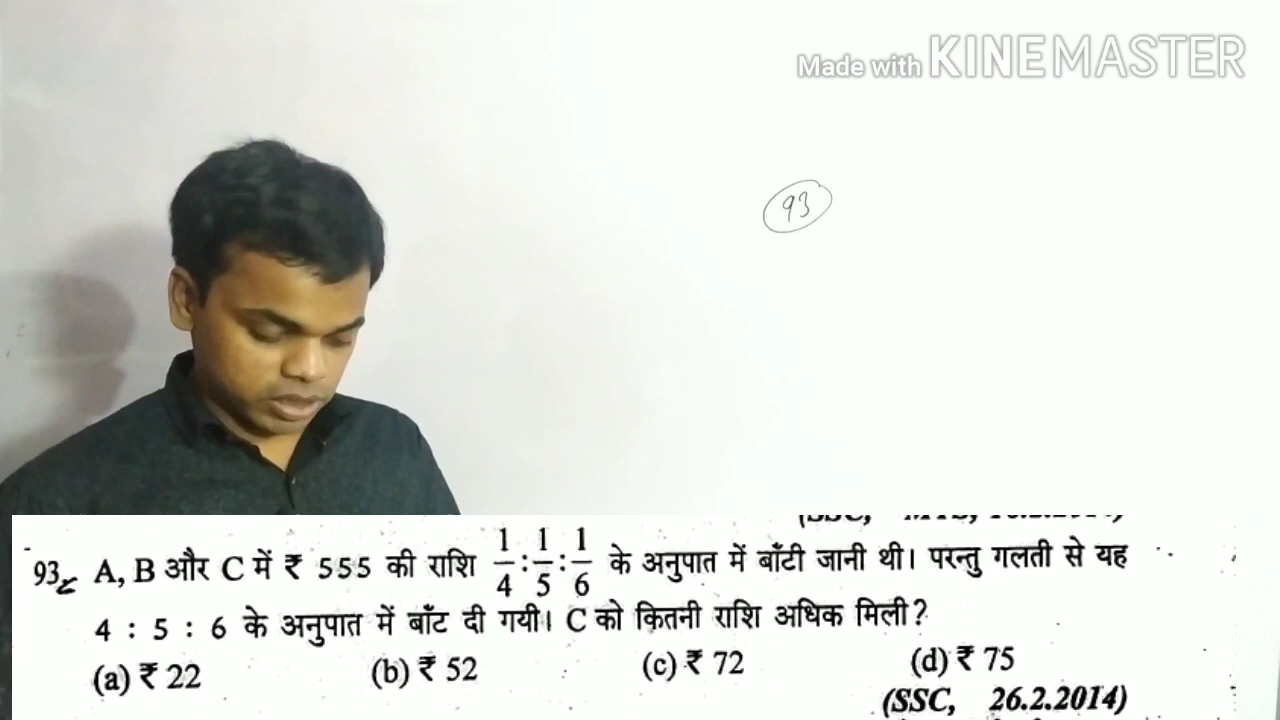 Made with KINEMASTER
93
93. A, B और C में ₹ 555 की राशि 1/4 : 1/5 : 1/6 के अनुपात में बाँटी जानी थी। परन्तु गलती से यह
4 : 5 : 6 के अनुपात में बाँट दी गयी। C को कितनी राशि अधिक मिली?
(a) ₹ 22 (b) ₹ 52 (c) ₹ 72 (d) ₹ 75
(SSC, 26.2.2014)